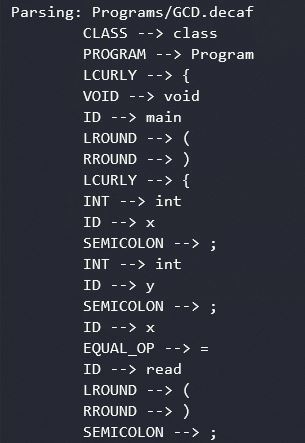 Parsing: Programs/GCD.decaf
CLASS --> class
PROGRAM --> Program
LCURLY --> {
VOID --> void
ID --> main
LROUND --> (
RROUND --> )
LCURLY --> {
INT --> int
ID --> x
SEMICOLON --> ;
INT --> int
ID --> y
SEMICOLON --> ;
ID --> x
EQUAL_OP --> =
ID --> read
LROUND --> (
RROUND --> )
SEMICOLON --> ;